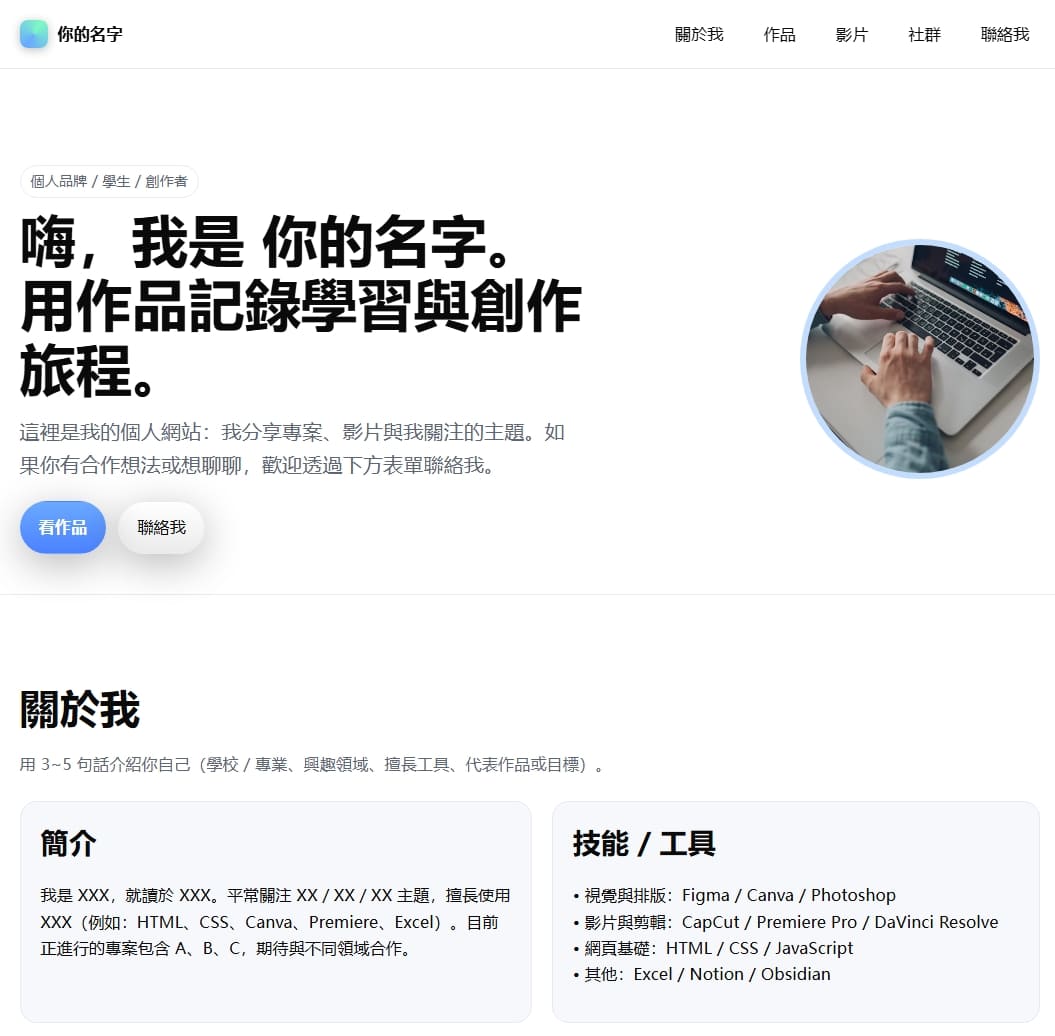 你的名字
關於我 作品 影片 社群 聯絡我
個人品牌 / 學生 / 創作者
嗨，我是 你的名字。
用作品記錄學習與創作
旅程。
這裡是我的個人網站：我分享專案、影片與我關注的主題。如
果你有合作想法或想聊聊，歡迎透過下方表單聯絡我。
看作品 聯絡我
關於我
用 3~5 句話介紹你自己（學校 / 專業、興趣領域、擅長工具、代表作品或目標）。
簡介
我是 XXX，就讀於 XXX。平常關注 XX / XX / XX 主題，擅長使用
XXX（例如：HTML、CSS、Canva、Premiere、Excel）。目前
正進行的專案包含 A、B、C，期待與不同領域合作。
技能 / 工具
• 視覺與排版：Figma / Canva / Photoshop
• 影片與剪輯：CapCut / Premiere Pro / DaVinci Resolve
• 網頁基礎：HTML / CSS / JavaScript
• 其他：Excel / Notion / Obsidian